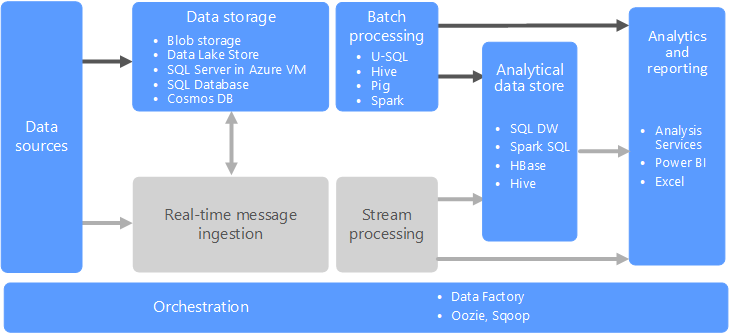 Data storage
• Blob storage
• Data Lake Store
• SQL Server in Azure VM
• SQL Database
• Cosmos DB
Batch
processing
• U-SQL
• Hive
• Pig
• Spark
Analytics
and
reporting
• Analysis
Services
• Power BI
• Excel
Analytical
data store
• SQL DW
• Spark SQL
• HBase
• Hive
Data
sources
Real-time message
ingestion
Stream
processing
Orchestration
• Data Factory
• Oozie, Sqoop